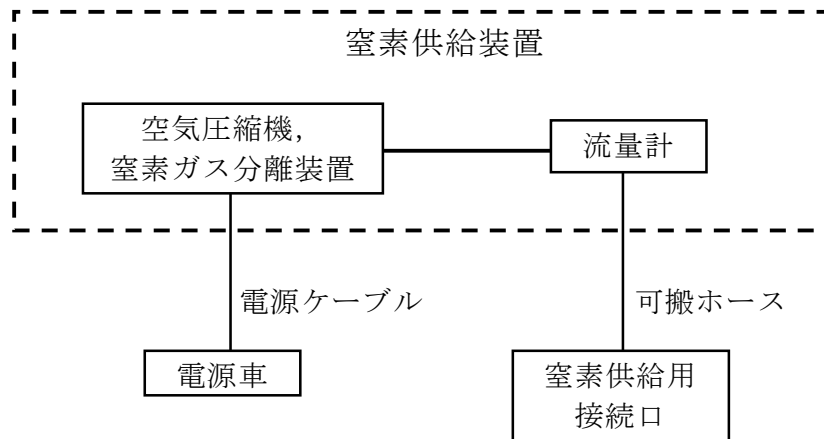 窒素供給装置
空気圧縮機,
窒素ガス分離装置
流量計
電源ケーブル
可搬ホース
電源車
窒素供給用
接続口